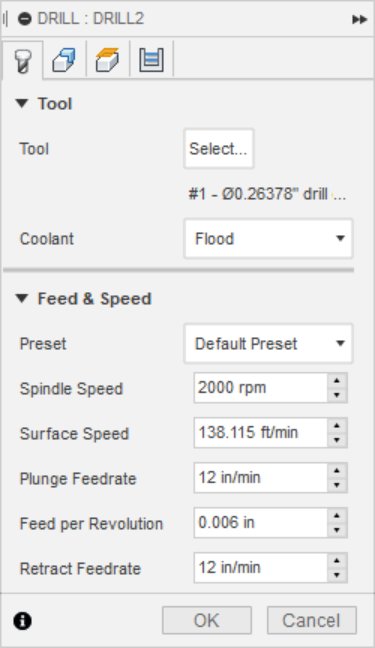 DRILL : DRILL2
Tool
Tool Select...
#1 - Ø0.26378" drill ...
Coolant Flood
Feed & Speed
Preset Default Preset
Spindle Speed 2000 rpm
Surface Speed 138.115 ft/min
Plunge Feedrate 12 in/min
Feed per Revolution 0.006 in
Retract Feedrate 12 in/min
OK Cancel